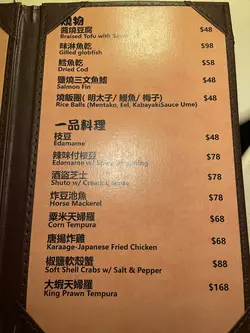 燒物
醬燒豆腐 $48
Braised Tofu with
味淋魚乾 $98
Grilled globfish
鱈魚乾 $58
Dried Cod
鹽燒三文魚鰭 $48
Salmon Fin
燒飯團( 明太子/ 鰻魚/ 梅子) $48
Rice Balls (Mentako, Eel, KabayakiSauce Ume)
一品料理
枝豆 $48
Edamame
辣味付枝豆 $78
Edamame w/ Spicy
酒盜芝士 $78
Shuto w/ Cream
炸豆池魚 $78
Horse Mackerel
粟米天婦羅 $68
Corn Tempura
唐揚炸雞 $68
Karaage-Japanese Fried Chicken
椒鹽軟殼蟹 $88
Soft Shell Crabs w/ Salt & Pepper
大蝦天婦羅 $168
King Prawn Tempura